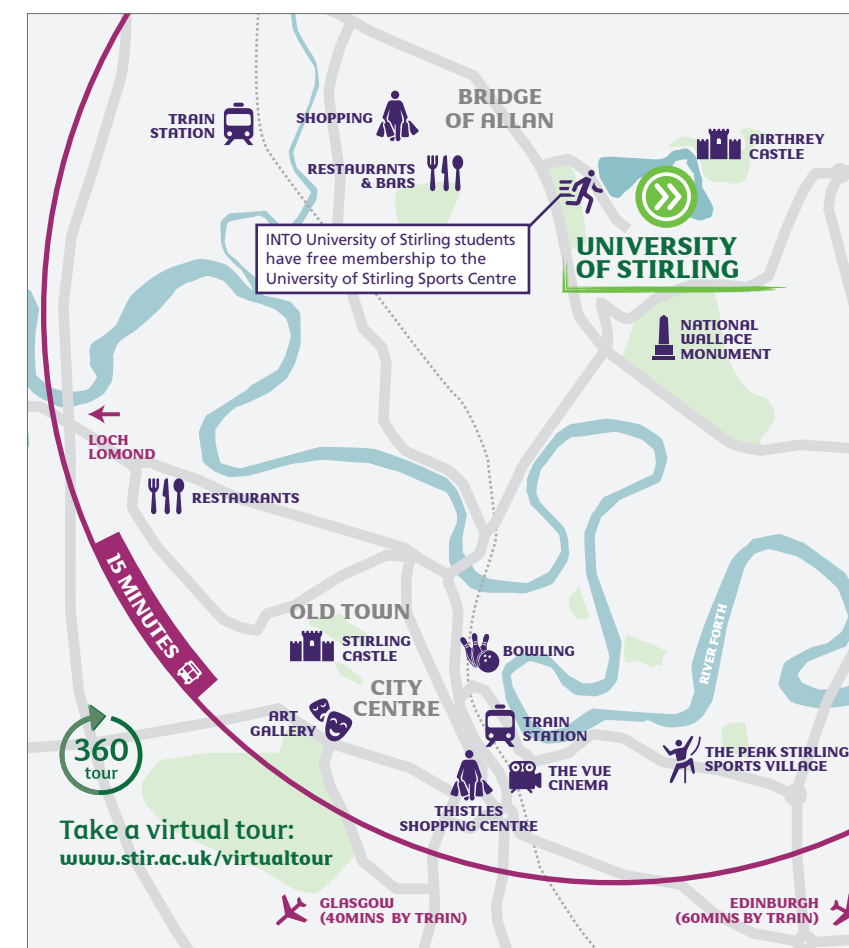 BRIDGE
OF ALLAN
TRAIN
STATION
SHOPPING
RESTAURANTS
& BARS
AIRTHREY
CASTLE
INTO University of Stirling students
have free membership to the
University of Stirling Sports Centre
UNIVERSITY
OF STIRLING
NATIONAL
WALLACE
MONUMENT
LOCH
LOMOND
RESTAURANTS
15 MINUTES
OLD TOWN
STIRLING
CASTLE
BOWLING
RIVER FORTH
CITY
CENTRE
ART
GALLERY
TRAIN
STATION
THE PEAK STIRLING
SPORTS VILLAGE
THE VUE
CINEMA
THISTLES
SHOPPING CENTRE
360
tour
Take a virtual tour:
www.stir.ac.uk/virtualtour
GLASGOW
(40MINS BY TRAIN)
EDINBURGH
(60MINS BY TRAIN)